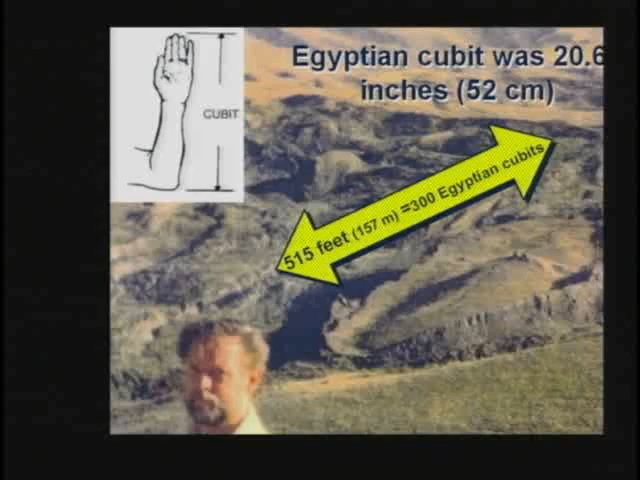 Egyptian cubit was 20.6
inches (52 cm)
CUBIT
515 feet (157 m) =300 Egyptian cubits